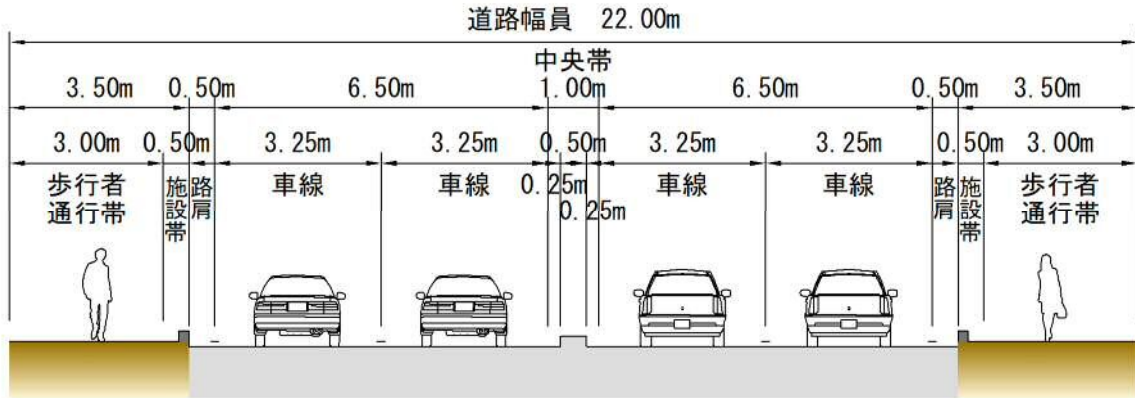 道路幅員 22.00m
中央帯
3.50m 0.50m 6.50m 1.00m 6.50m 0.50m 3.50m
3.00m 0.50m 3.25m 3.25m 0.50m 3.25m 3.25m 0.50m 3.00m
歩行者通行帯 施設帯 路肩 車線 車線 0.25m 車線 車線 路肩 施設帯 歩行者通行帯
0.25m